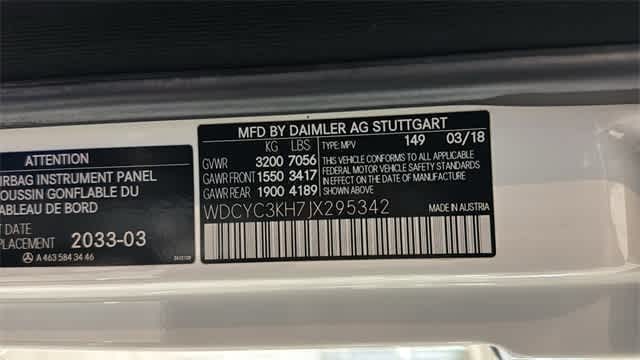 ATTENTION
IRBAG INSTRUMENT PANEL
OUSSIN GONFLABLE DU
ABLEAU DE BORD
PLACEMENT 2033-03
A 463 584 34 46
MFD BY DAIMLER AG STUTTGART
KG LBS
GVWR 3200 7056
GAWR FRONT 1550 3417
GAWR REAR 1900 4189
TYPE: MPV 149 03/18
THIS VEHICLE CONFORMS TO ALL APPLICABLE
FEDERAL MOTOR VEHICLE SAFETY STANDARDS
IN EFFECT ON THE DATE OF MANUFACTURE
SHOWN ABOVE
WDCYC3KH7JX295342
MADE IN AUSTRIA